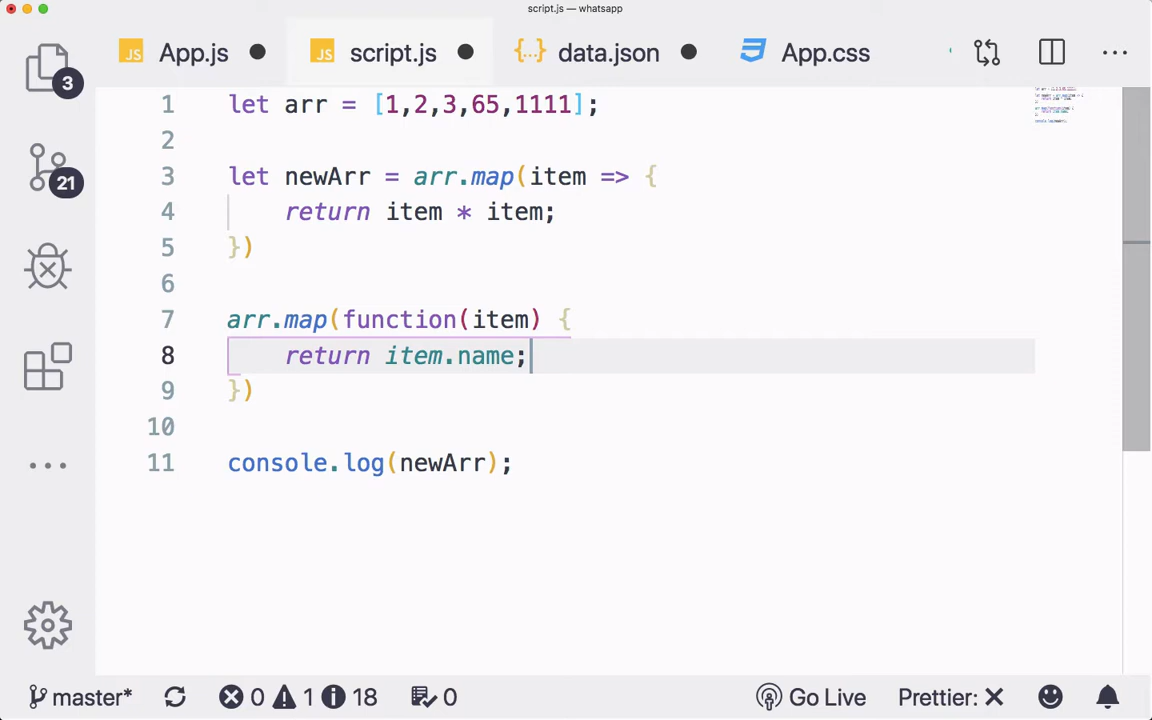 script.js — whatsapp
JS App.js
JS script.js
{..} data.json
App.css
3
21
1 let arr = [1,2,3,65,1111];
2
3 let newArr = arr.map(item => {
4 return item * item;
5 })
6
7 arr.map(function(item) {
8 return item.name;
9 })
10
11 console.log(newArr);
master* 0 1 18 0 Go Live Prettier: ×